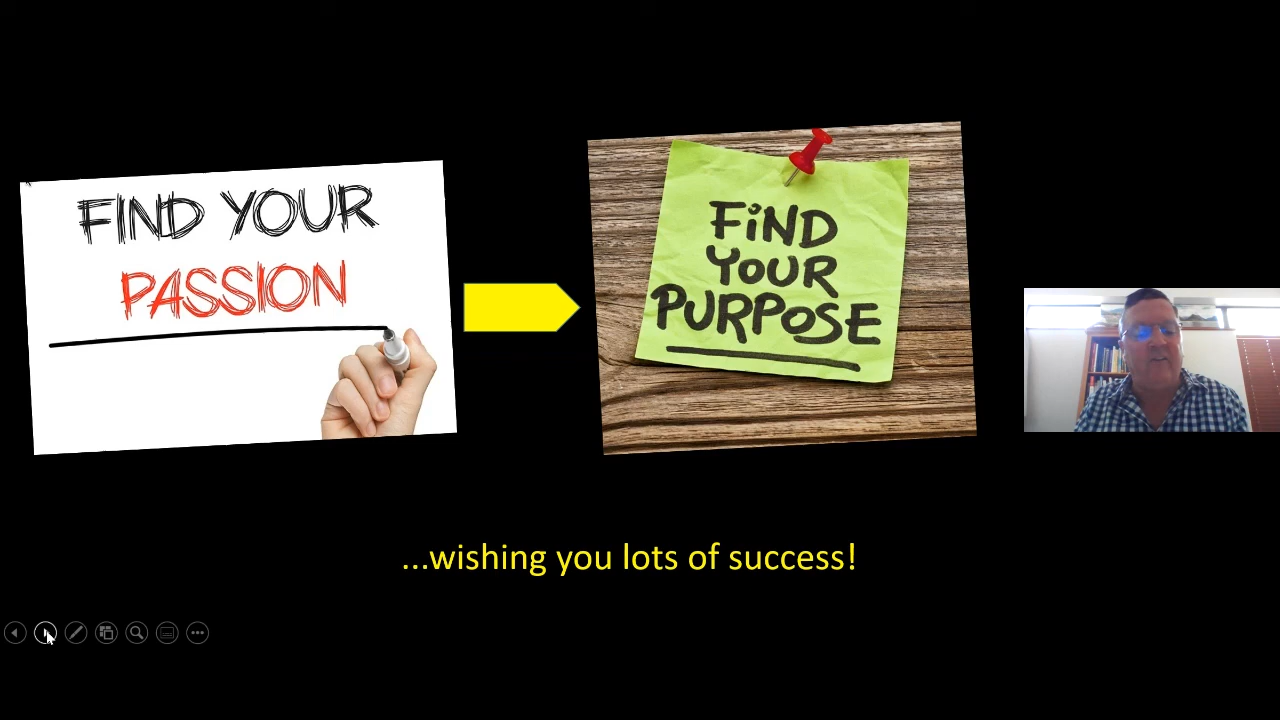 FIND YOUR
PASSION
FiND
YoUR
PURPoSE
...wishing you lots of success!